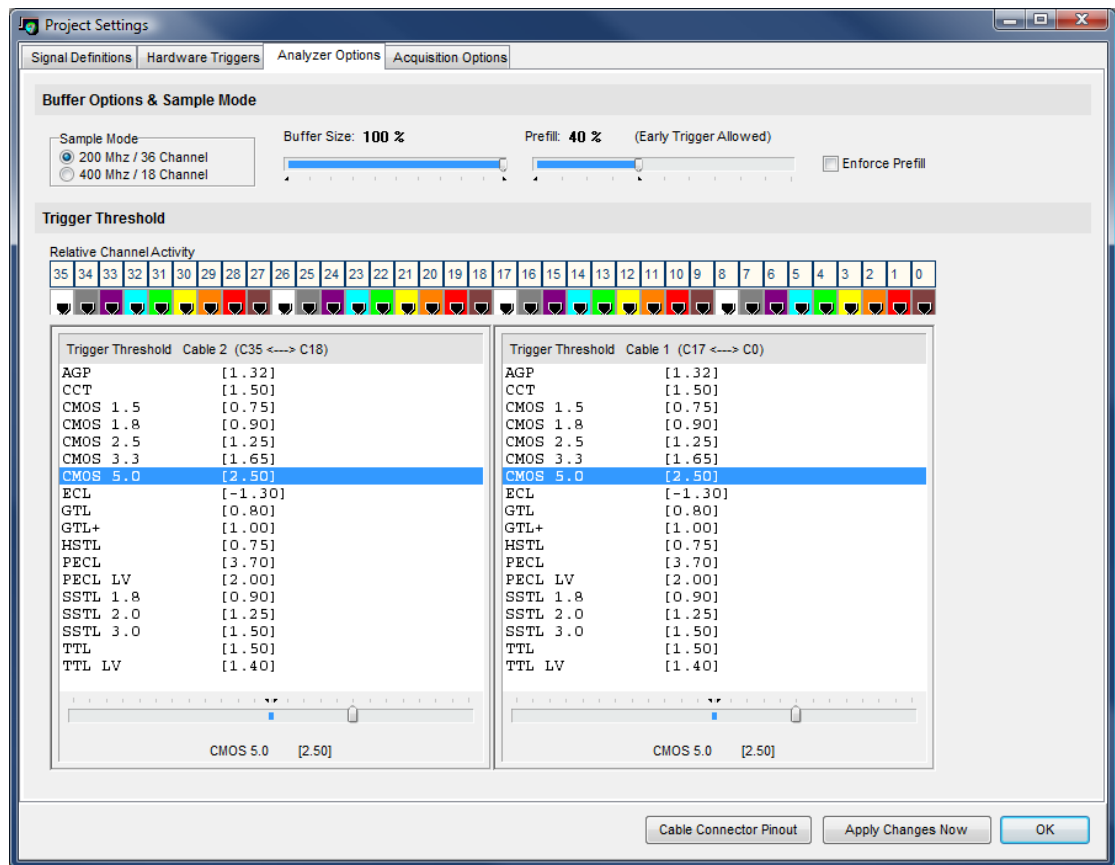 Project Settings
Signal Definitions Hardware Triggers Analyzer Options Acquisition Options
Buffer Options & Sample Mode
Sample Mode
200 Mhz / 36 Channel
400 Mhz / 18 Channel
Buffer Size: 100 %
Prefill: 40 % (Early Trigger Allowed)
Enforce Prefill
Trigger Threshold
Relative Channel Activity
35 34 33 32 31 30 29 28 27 26 25 24 23 22 21 20 19 18 17 16 15 14 13 12 11 10 9 8 7 6 5 4 3 2 1 0
Trigger Threshold Cable 2 (C35 <---> C18)
AGP [1.32]
CCT [1.50]
CMOS 1.5 [0.75]
CMOS 1.8 [0.90]
CMOS 2.5 [1.25]
CMOS 3.3 [1.65]
CMOS 5.0 [2.50]
ECL [-1.30]
GTL [0.80]
GTL+ [1.00]
HSTL [0.75]
PECL [3.70]
PECL LV [2.00]
SSTL 1.8 [0.90]
SSTL 2.0 [1.25]
SSTL 3.0 [1.50]
TTL [1.50]
TTL LV [1.40]
CMOS 5.0 [2.50]
Trigger Threshold Cable 1 (C17 <---> C0)
AGP [1.32]
CCT [1.50]
CMOS 1.5 [0.75]
CMOS 1.8 [0.90]
CMOS 2.5 [1.25]
CMOS 3.3 [1.65]
CMOS 5.0 [2.50]
ECL [-1.30]
GTL [0.80]
GTL+ [1.00]
HSTL [0.75]
PECL [3.70]
PECL LV [2.00]
SSTL 1.8 [0.90]
SSTL 2.0 [1.25]
SSTL 3.0 [1.50]
TTL [1.50]
TTL LV [1.40]
CMOS 5.0 [2.50]
Cable Connector Pinout Apply Changes Now OK